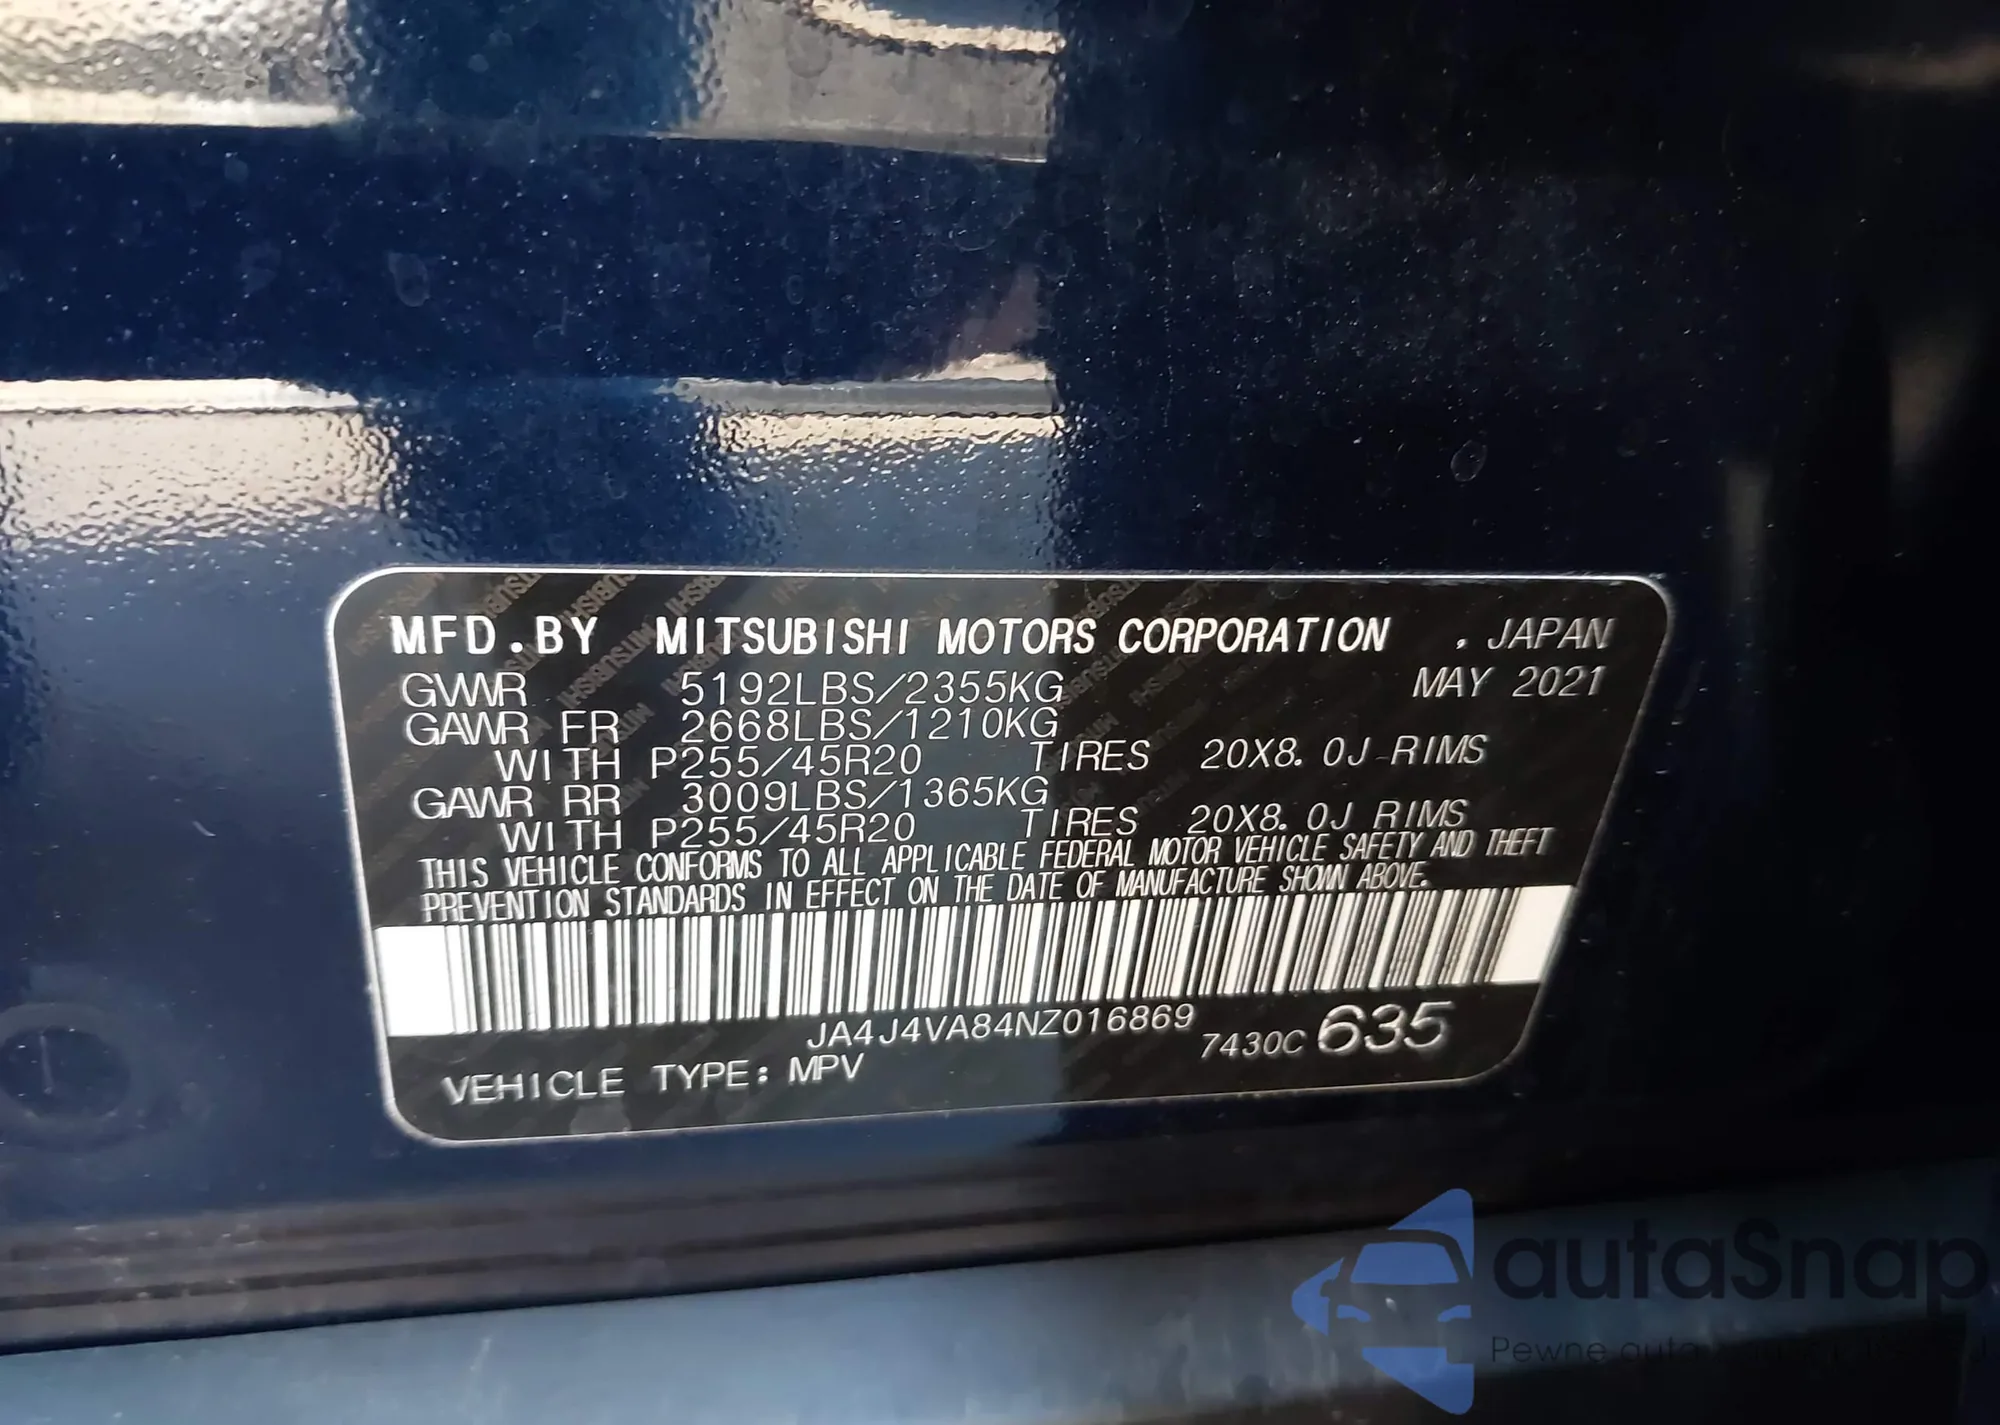 MFD.BY MITSUBISHI MOTORS CORPORATION . JAPAN
GVWR 5192LBS/2355KG MAY 2021
GAWR FR 2668LBS/1210KG
WITH P255/45R20 TIRES 20X8.0J RIMS
GAWR RR 3009LBS/1365KG
WITH P255/45R20 TIRES 20X8.0J RIMS
THIS VEHICLE CONFORMS TO ALL APPLICABLE FEDERAL MOTOR VEHICLE SAFETY AND THEFT
PREVENTION STANDARDS IN EFFECT ON THE DATE OF MANUFACTURE SHOWN ABOVE.
JA4J4VA84NZ016869 7430C 635
VEHICLE TYPE: MPV
autaSnap
Pewne auta